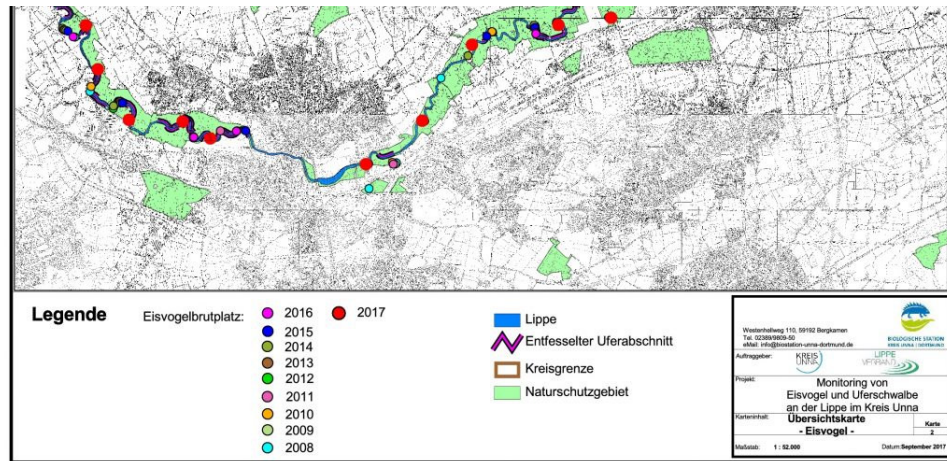 Legende
Eisvogelbrutplatz:
2016
2015
2014
2013
2012
2011
2010
2009
2008
2017
Lippe
Entfesselter Uferabschnitt
Kreisgrenze
Naturschutzgebiet
Westenhellweg 110, 59192 Bergkamen
Tel. 02389/9809-50
eMail: info@biostation-unna-dortmund.de
BIOLOGISCHE STATION
KREIS UNNA | DORTMUND
Auftraggeber:
KREIS
UNNA
LIPPE
VERBAND
Projekt:
Monitoring von
Eisvogel und Uferschwalbe
an der Lippe im Kreis Unna
Karteninhalt:
Übersichtskarte
- Eisvogel -
Karte
2
Maßstab: 1 : 52.000
Datum:September 2017